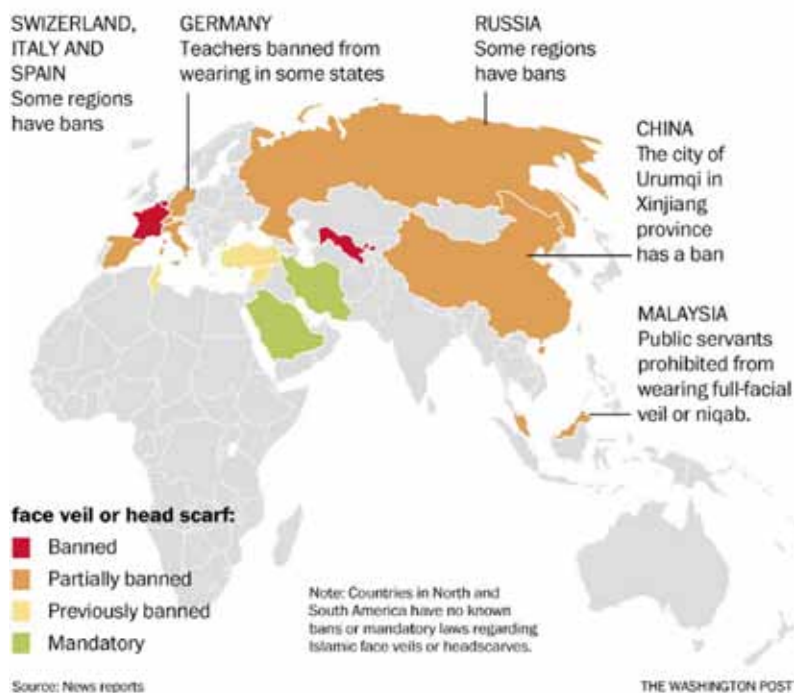 SWIZERLAND,
ITALY AND
SPAIN
Some regions
have bans
GERMANY
Teachers banned from
wearing in some states
RUSSIA
Some regions
have bans
CHINA
The city of
Urumqi in
Xinjiang
province
has a ban
MALAYSIA
Public servants
prohibited from
wearing full-facial
veil or niqab.
face veil or head scarf:
Banned
Partially banned
Previously banned
Mandatory
Note: Countries in North and
South America have no known
bans or mandatory laws regarding
Islamic face veils or headscarves.
Source: News reports
THE WASHINGTON POST